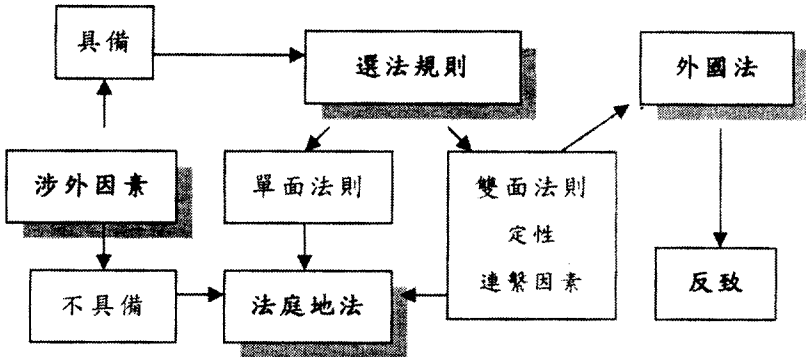 具備
選法規則
外國法
涉外因素
單面法則
雙面法則
定性
連繫因素
不具備
法庭地法
反致